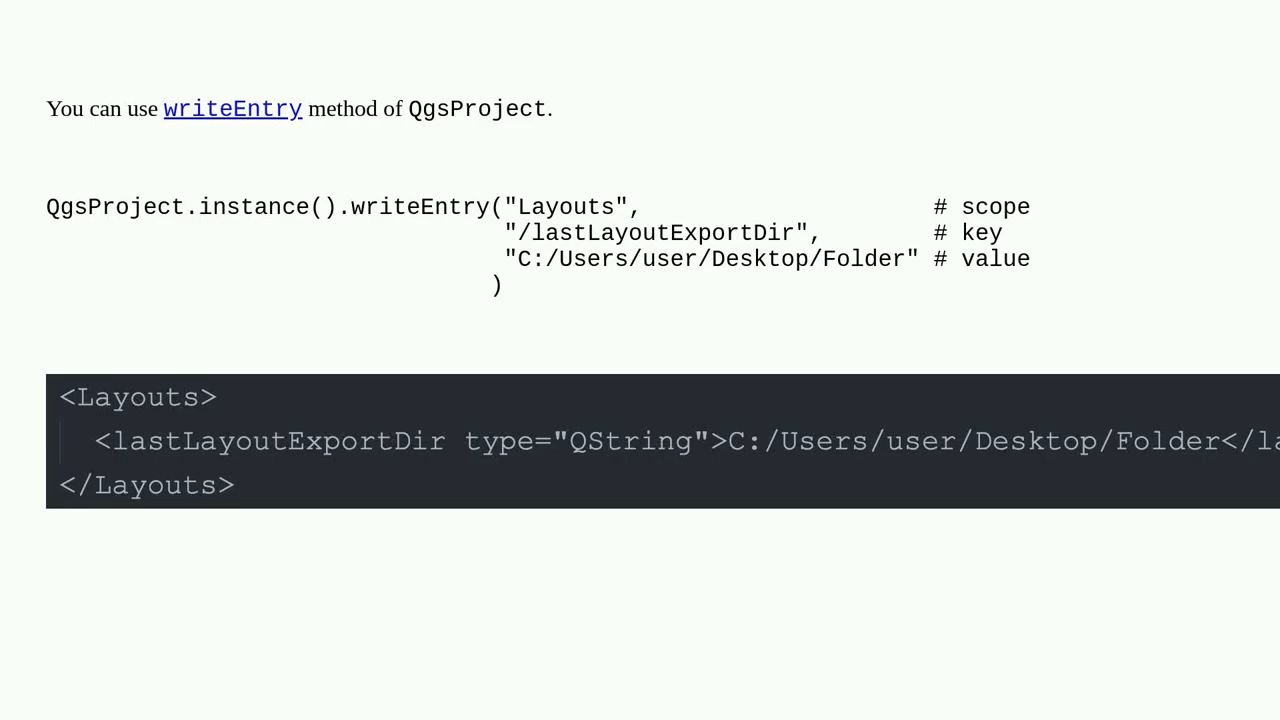 You can use writeEntry method of QgsProject.
QgsProject.instance().writeEntry("Layouts", # scope
"/lastLayoutExportDir", # key
"C:/Users/user/Desktop/Folder" # value
)
<Layouts>
<lastLayoutExportDir type="QString">C:/Users/user/Desktop/Folder</la
</Layouts>